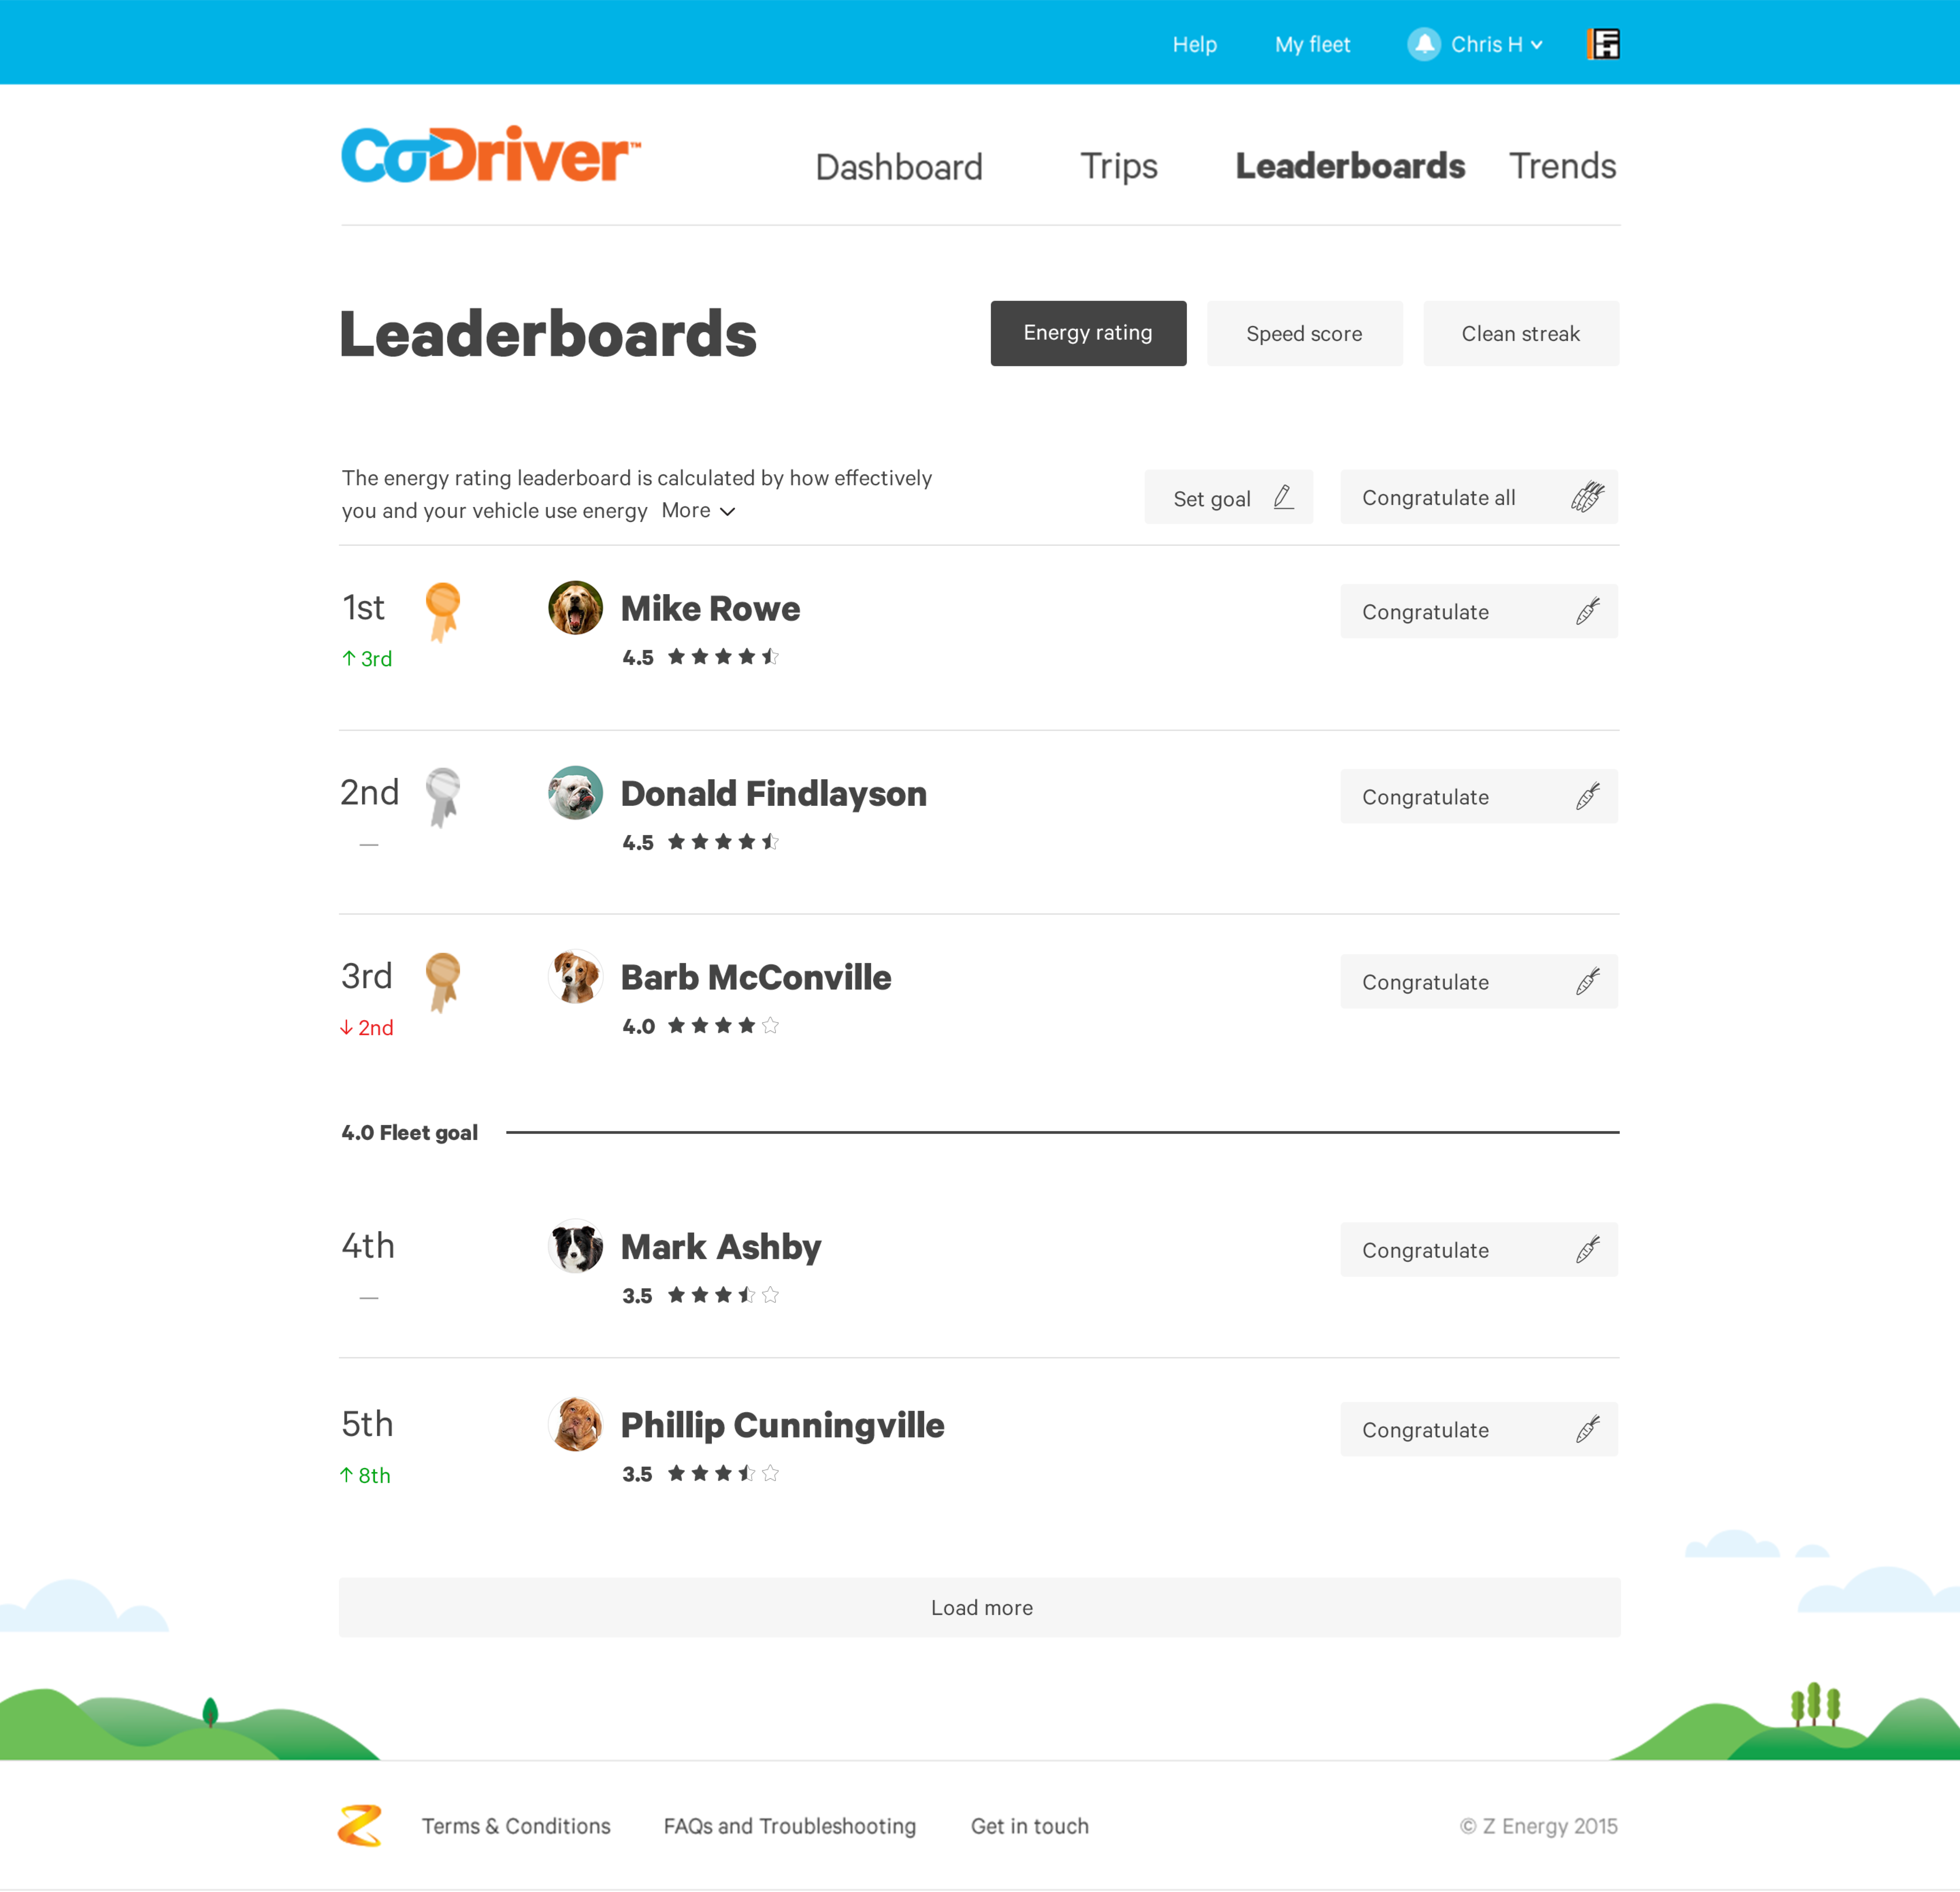 Help My fleet Chris H
CoDriver™ Dashboard Trips Leaderboards Trends
Leaderboards Energy rating Speed score Clean streak
The energy rating leaderboard is calculated by how effectively
you and your vehicle use energy More
Set goal Congratulate all
1st Mike Rowe Congratulate
↑ 3rd 4.5
2nd Donald Findlayson Congratulate
— 4.5
3rd Barb McConville Congratulate
↓ 2nd 4.0
4.0 Fleet goal
4th Mark Ashby Congratulate
— 3.5
5th Phillip Cunningville Congratulate
↑ 8th 3.5
Load more
Terms & Conditions FAQs and Troubleshooting Get in touch © Z Energy 2015